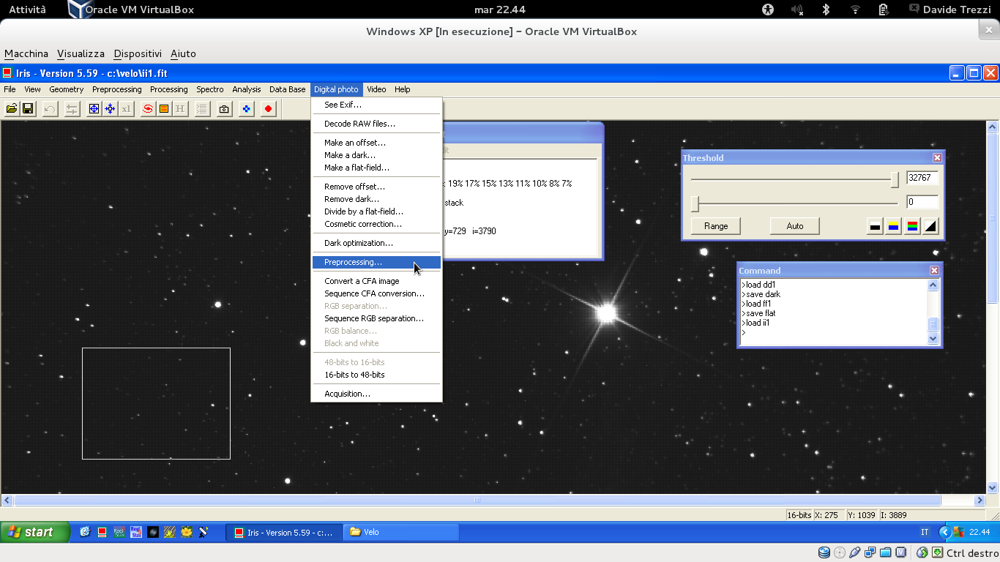 Attività
Oracle VM VirtualBox
mar 22.44
Davide Trezzi
Windows XP [In esecuzione] – Oracle VM VirtualBox
Macchina Visualizza Dispositivi Aiuto
Iris - Version 5.59 - c:\velo\ii1.fit
File View Geometry Preprocessing Processing Spectro Analysis Data Base Digital photo Video Help
x1
H
See Exif...
Decode RAW files...
Make an offset...
Make a dark...
Make a flat-field...
Remove offset...
Remove dark...
Divide by a flat-field...
Cosmetic correction...
Dark optimization...
Preprocessing...
Convert a CFA image
Sequence CFA conversion...
RGB separation...
Sequence RGB separation...
RGB balance...
Black and white
48-bits to 16-bits
16-bits to 48-bits
Acquisition...
: 19% 17% 15% 13% 11% 10% 8% 7%
stack
y=729 i=3790
Threshold
32767
0
Range Auto
Command
>load dd1
>save dark
>load ff1
>save flat
>load ii1
>
16-bits X: 275 Y: 1039 I: 3889
start
Iris - Version 5.59 - c:...
Velo
IT
22.44
Ctrl destro